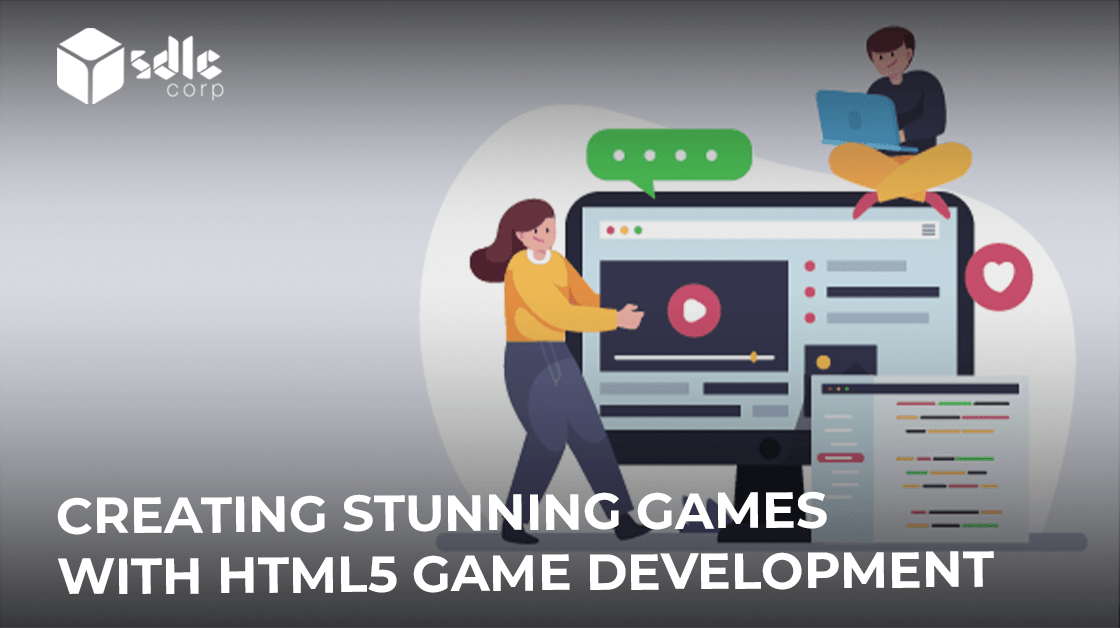 sdlc
corp
CREATING STUNNING GAMES
WITH HTML5 GAME DEVELOPMENT